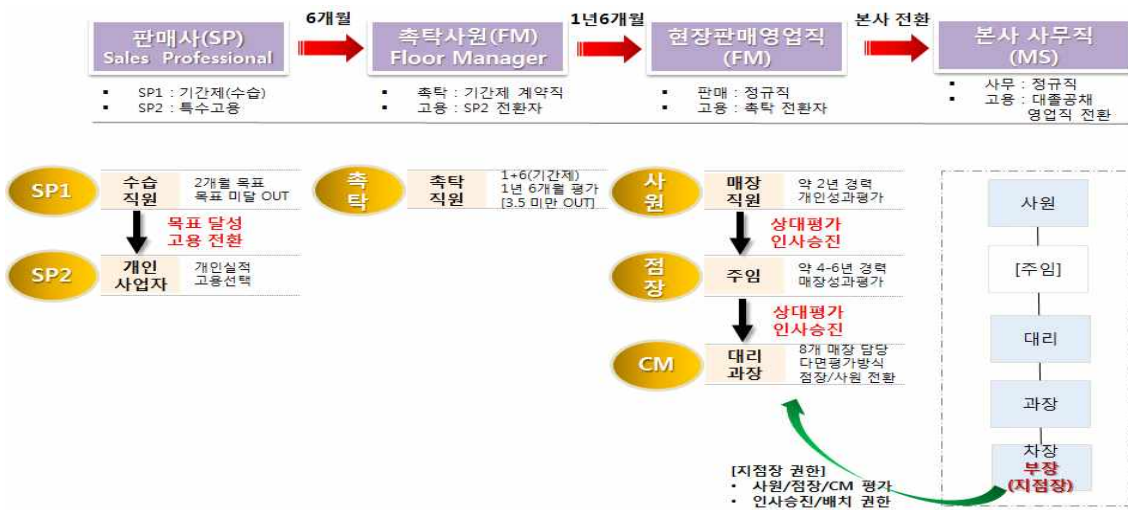 6개월
1년6개월
본사 전환
판매사(SP)
Sales Professional
촉탁사원(FM)
Floor Manager
현장판매영업직
(FM)
본사 사무직
(MS)
▪ SP1 : 기간제(수습)
▪ SP2 : 특수고용
▪ 촉탁 : 기간제 계약직
▪ 고용 : SP2 전환자
▪ 판매 : 정규직
▪ 고용 : 촉탁 전환자
▪ 사무 : 정규직
▪ 고용 : 대졸공채
영업직 전환
SP1
수습
직원
2개월 목표
목표 미달 OUT
목표 달성
고용 전환
SP2
개인
사업자
개인실적
고용선택
촉
탁
촉탁
직원
1+6(기간제)
1년 6개월 평가
[3.5 미만 OUT]
사
원
매장
직원
약 2년 경력
개인성과평가
상대평가
인사승진
점
장
주임
약 4-6년 경력
매장성과평가
상대평가
인사승진
CM
대리
과장
8개 매장 담당
다면평가방식
점장/사원 전환
사원
[주임]
대리
과장
차장
부장
(지점장)
[지점장 권한]
• 사원/점장/CM 평가
• 인사승진/배치 권한